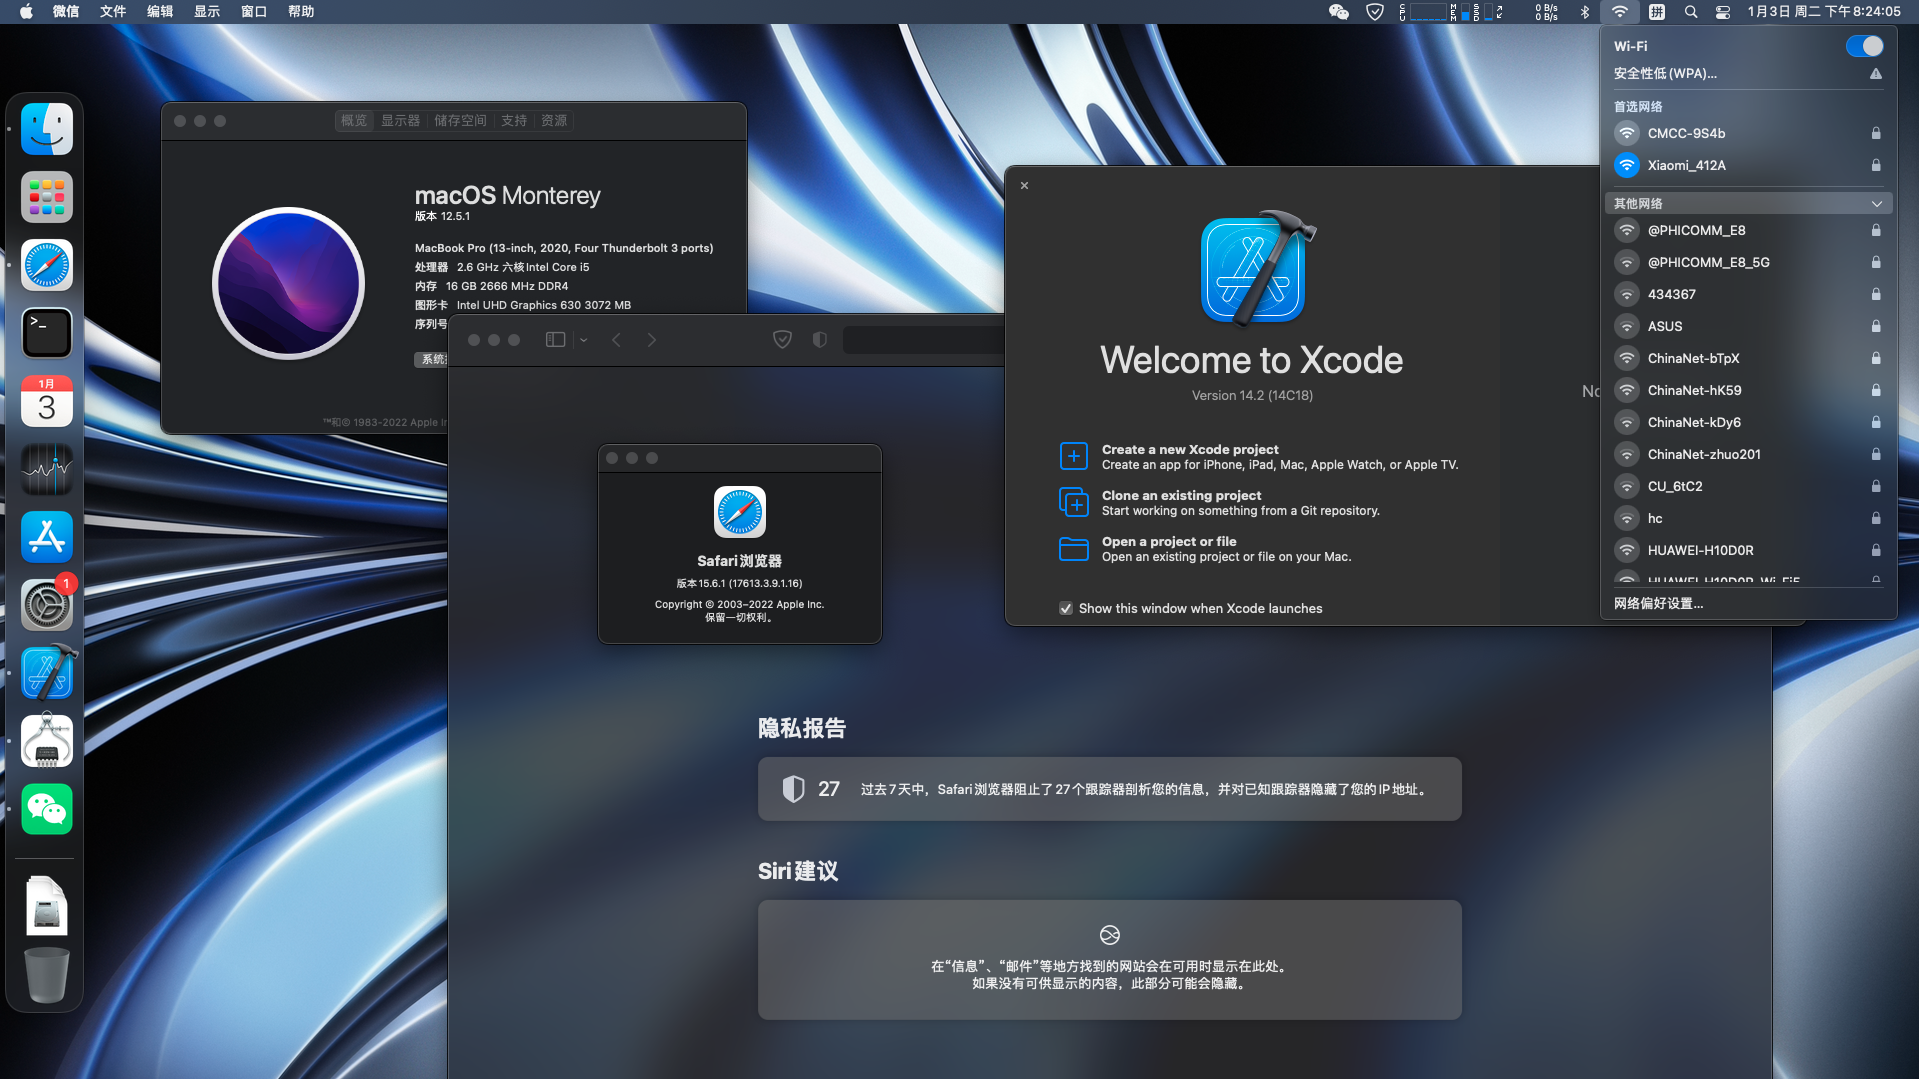 微信 文件 编辑 显示 窗口 帮助
CPU MEM SSD 0 B/s 0 B/s 拼 1月3日 周二 下午8:24:05
Wi-Fi
安全性低 (WPA)...
首选网络
CMCC-9S4b
Xiaomi_412A
其他网络
@PHICOMM_E8
@PHICOMM_E8_5G
434367
ASUS
ChinaNet-bTpX
ChinaNet-hK59
ChinaNet-kDy6
ChinaNet-zhuo201
CU_6tC2
hc
HUAWEI-H10D0R
HUAWEI-H10D0R_Wi-Fi5
网络偏好设置...
概览 显示器 储存空间 支持 资源
macOS Monterey
版本 12.5.1
MacBook Pro (13-inch, 2020, Four Thunderbolt 3 ports)
处理器 2.6 GHz 六核Intel Core i5
内存 16 GB 2666 MHz DDR4
图形卡 Intel UHD Graphics 630 3072 MB
序列号
系统
™和© 1983-2022 Apple In
Safari浏览器
版本15.6.1 (17613.3.9.1.16)
Copyright © 2003–2022 Apple Inc.
保留一切权利。
Welcome to Xcode
Version 14.2 (14C18)
No
Create a new Xcode project
Create an app for iPhone, iPad, Mac, Apple Watch, or Apple TV.
Clone an existing project
Start working on something from a Git repository.
Open a project or file
Open an existing project or file on your Mac.
Show this window when Xcode launches
隐私报告
27 过去7天中，Safari浏览器阻止了27个跟踪器剖析您的信息，并对已知跟踪器隐藏了您的IP地址。
Siri建议
在“信息”、“邮件”等地方找到的网站会在可用时显示在此处。
如果没有可供显示的内容，此部分可能会隐藏。
>_
1月
3
1